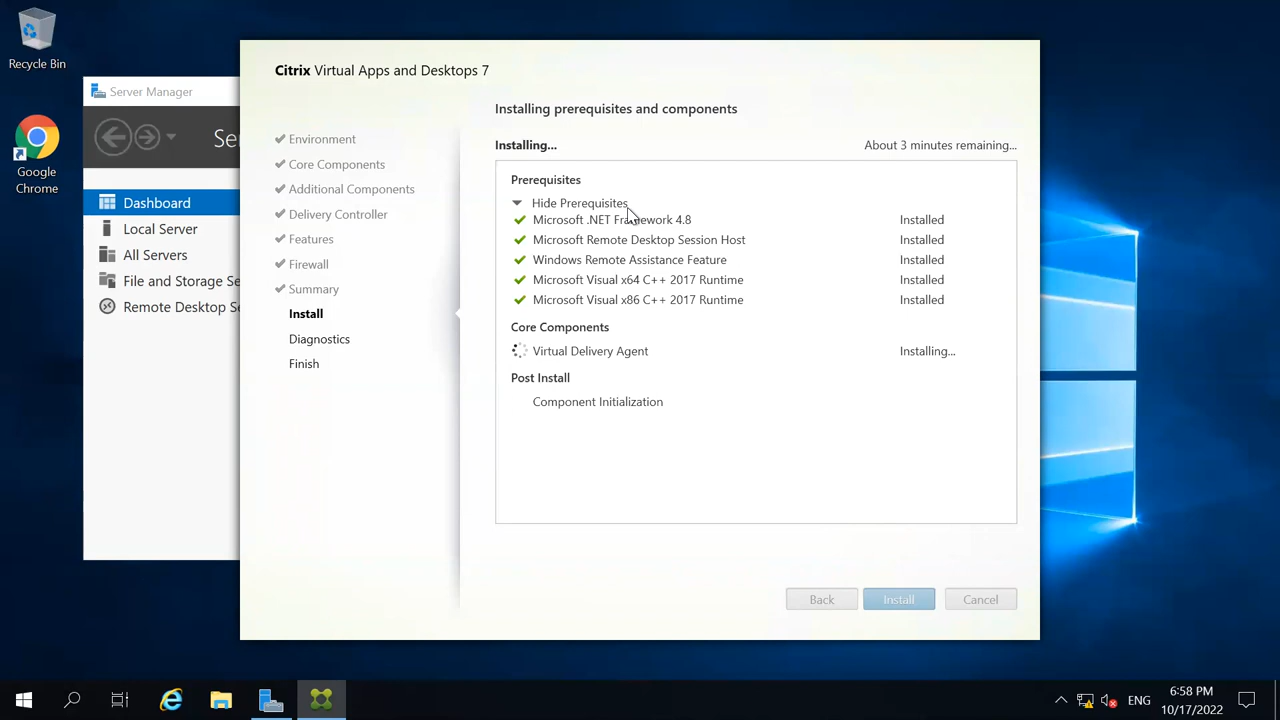 Recycle Bin
Google
Chrome
Server Manager
Se
Dashboard
Local Server
All Servers
File and Storage Se
Remote Desktop Se
Citrix Virtual Apps and Desktops 7
Environment
Core Components
Additional Components
Delivery Controller
Features
Firewall
Summary
Install
Diagnostics
Finish
Installing prerequisites and components
Installing... About 3 minutes remaining...
Prerequisites
Hide Prerequisites
Microsoft .NET Framework 4.8 Installed
Microsoft Remote Desktop Session Host Installed
Windows Remote Assistance Feature Installed
Microsoft Visual x64 C++ 2017 Runtime Installed
Microsoft Visual x86 C++ 2017 Runtime Installed
Core Components
Virtual Delivery Agent Installing...
Post Install
Component Initialization
Back Install Cancel
ENG
6:58 PM
10/17/2022